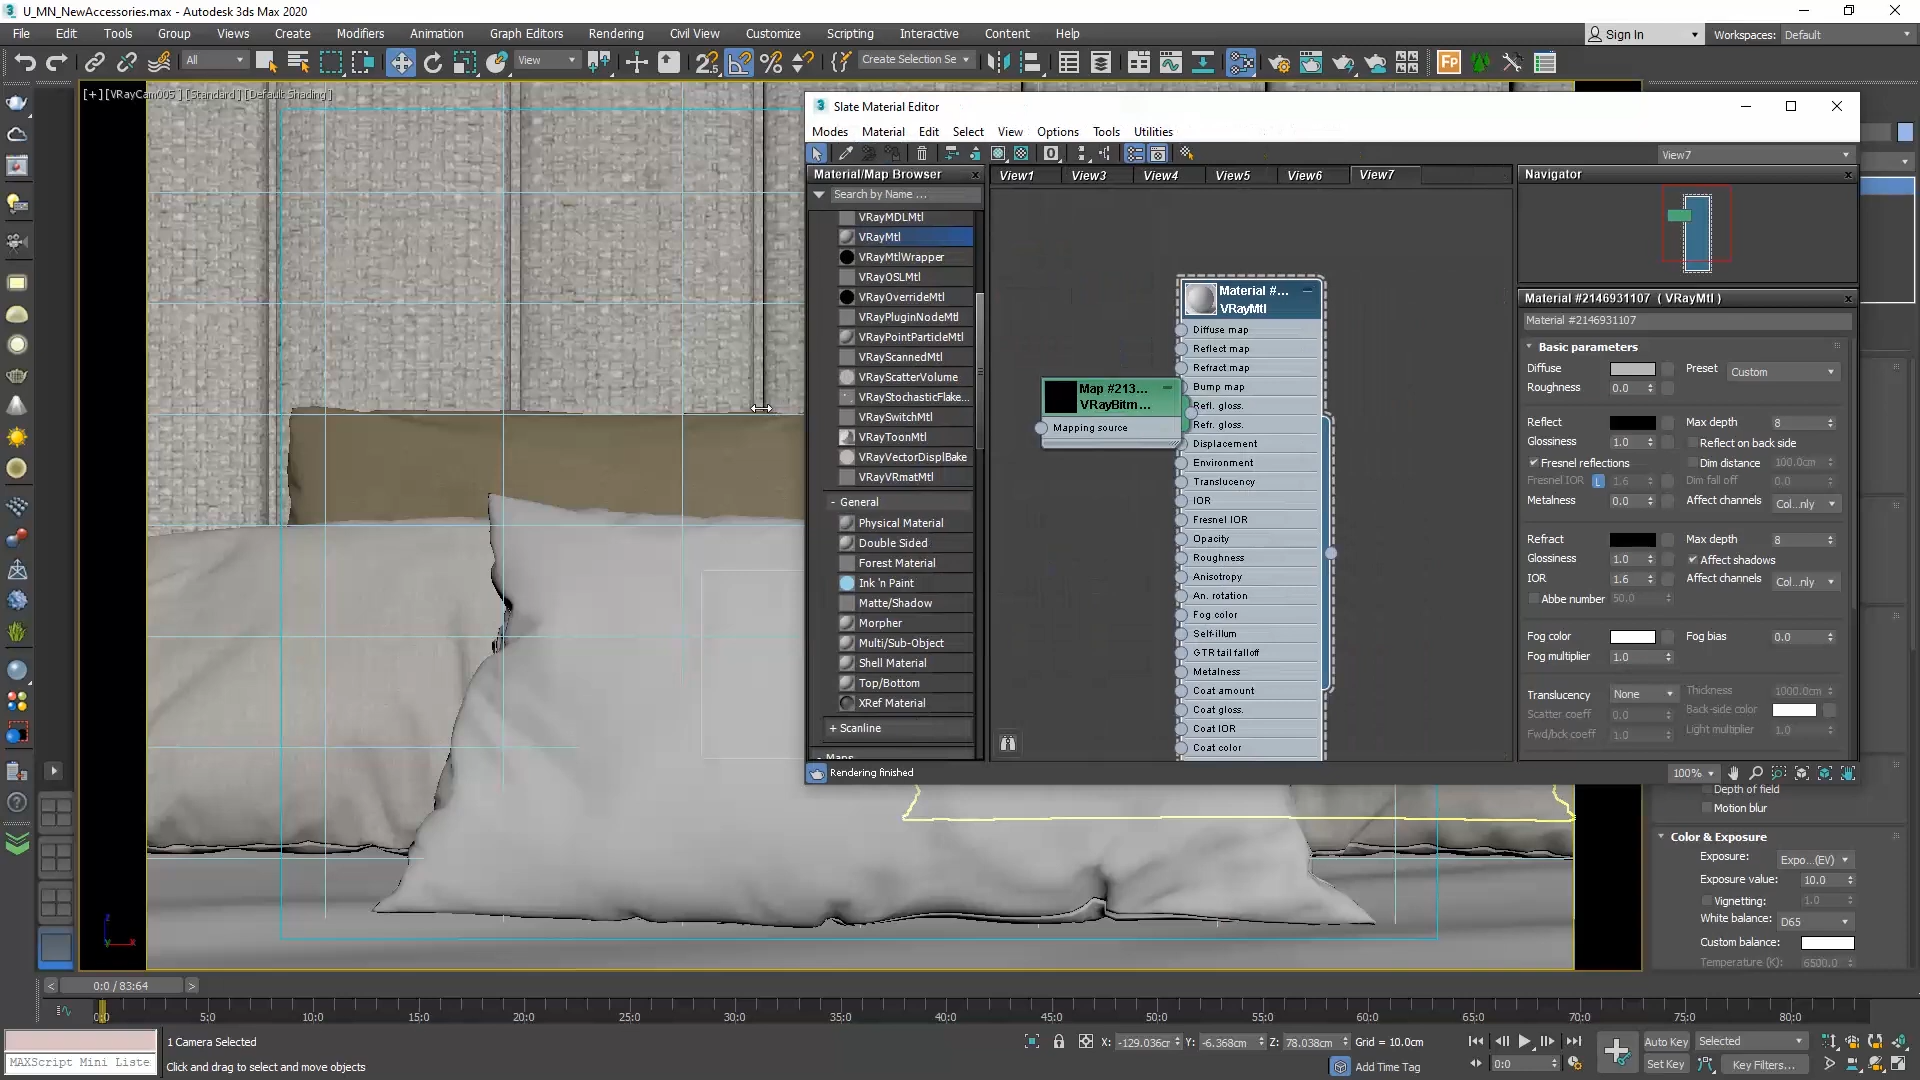 U_MN_NewAccessories.max - Autodesk 3ds Max 2020
File Edit Tools Group Views Create Modifiers Animation Graph Editors Rendering Civil View Customize Scripting Interactive Content Help
Sign In Workspaces: Default
All View Create Selection Se
[+] [VRayCam005] [Standard] [Default Shading]
Slate Material Editor
Modes Material Edit Select View Options Tools Utilities
View7
Material/Map Browser
Search by Name ...
VRayMDLMtl
VRayMtl
VRayMtlWrapper
VRayOSLMtl
VRayOverrideMtl
VRayPluginNodeMtl
VRayPointParticleMtl
VRayScannedMtl
VRayScatterVolume
VRayStochasticFlake...
VRaySwitchMtl
VRayToonMtl
VRayVectorDisplBake
VRayVRmatMtl
- General
Physical Material
Double Sided
Forest Material
Ink 'n Paint
Matte/Shadow
Morpher
Multi/Sub-Object
Shell Material
Top/Bottom
XRef Material
+ Scanline
- Maps
View1 View3 View4 View5 View6 View7
Map #213...
VRayBitm...
Mapping source
Material #...
VRayMtl
Diffuse map
Reflect map
Refract map
Bump map
Refl. gloss.
Refr. gloss.
Displacement
Environment
Translucency
IOR
Fresnel IOR
Opacity
Roughness
Anisotropy
An. rotation
Fog color
Self-illum
GTR tail falloff
Metalness
Coat amount
Coat gloss.
Coat IOR
Coat color
Navigator
Material #2146931107 ( VRayMtl )
Material #2146931107
Basic parameters
Diffuse Preset Custom
Roughness 0.0
Reflect Max depth 8
Glossiness 1.0 Reflect on back side
Fresnel reflections Dim distance 100.0cm
Fresnel IOR L 1.6 Dim fall off 0.0
Metalness 0.0 Affect channels Col...nly
Refract Max depth 8
Glossiness 1.0 Affect shadows
IOR 1.6 Affect channels Col...nly
Abbe number 50.0
Fog color Fog bias 0.0
Fog multiplier 1.0
Translucency None Thickness 1000.0cm
Scatter coeff 0.0 Back-side color
Fwd/bck coeff 1.0 Light multiplier 1.0
Rendering finished
100%
Depth of field
Motion blur
Color & Exposure
Exposure: Expo...(EV)
Exposure value: 10.0
Vignetting: 1.0
White balance: D65
Custom balance:
Temperature (K): 6500.0
< 0:0 / 83:64 >
0:0 5:0 10:0 15:0 20:0 25:0 30:0 35:0 40:0 45:0 50:0 55:0 60:0 65:0 70:0 75:0 80:0
1 Camera Selected
X: -129.036cm Y: -6.368cm Z: 78.038cm Grid = 10.0cm
Auto Key Selected
MAXScript Mini Liste
Click and drag to select and move objects
Add Time Tag
0:0
Set Key Key Filters...